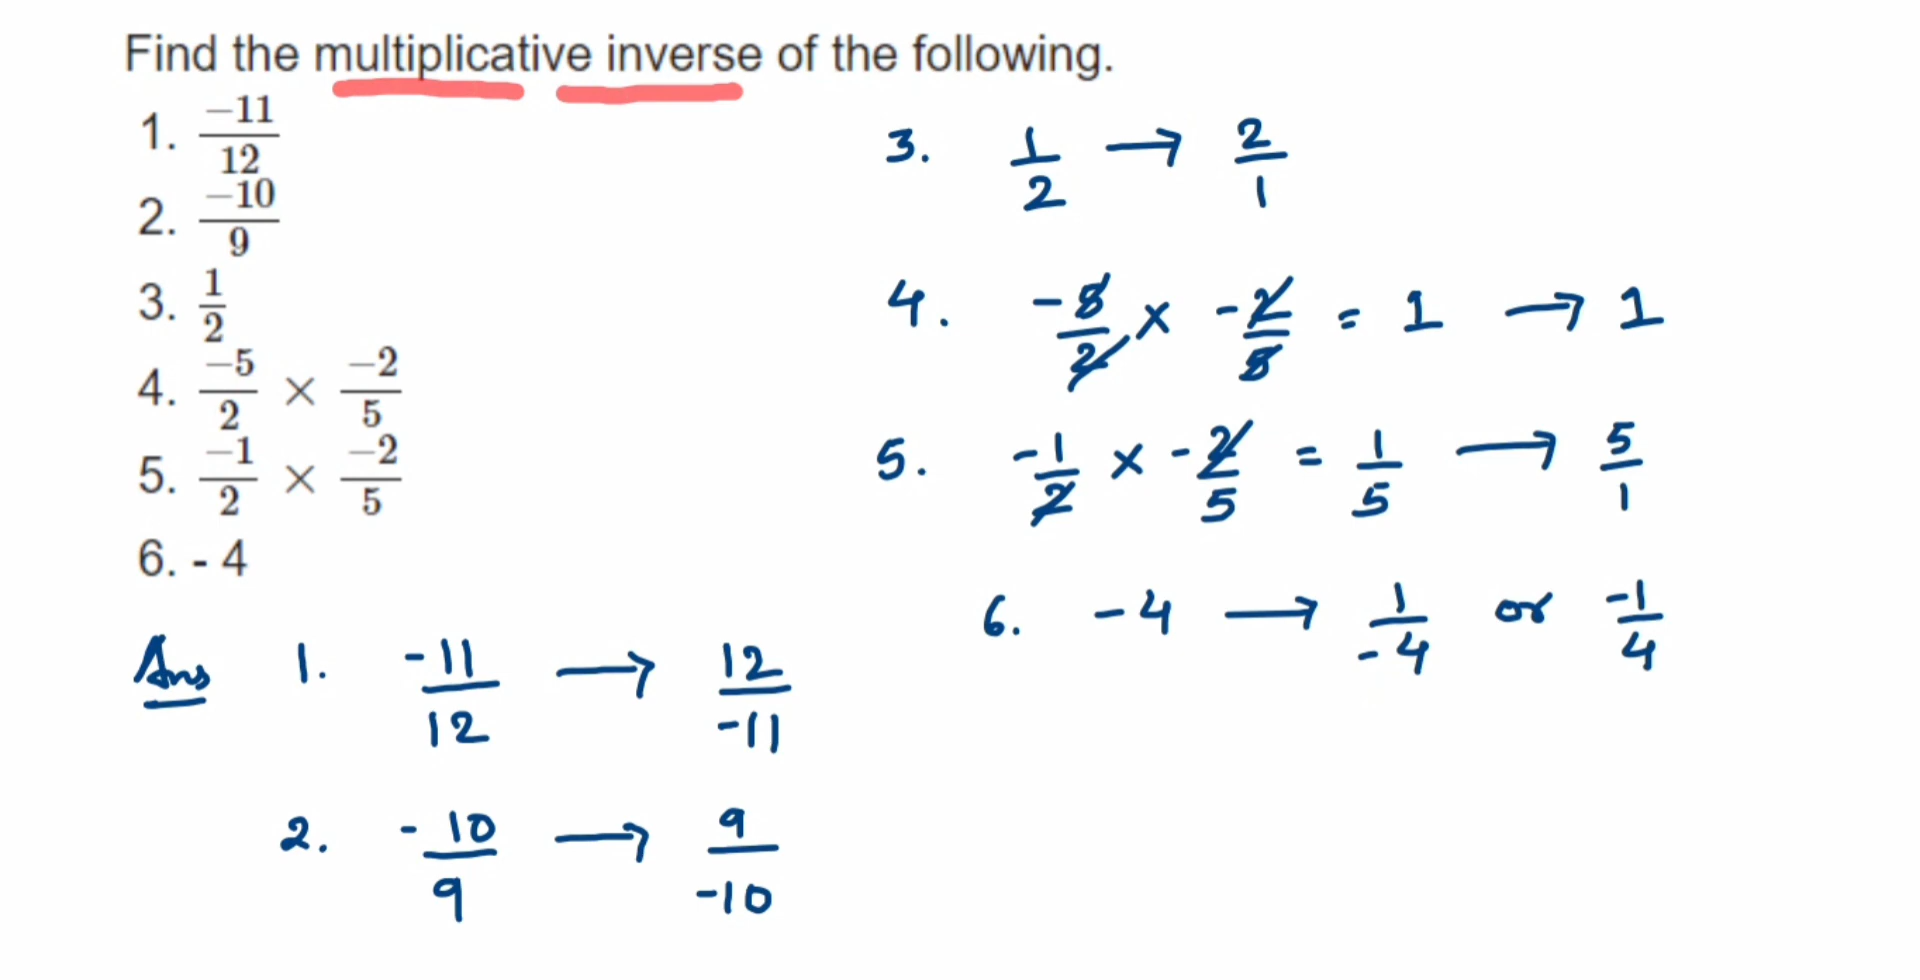 Find the multiplicative inverse of the following.
1. −11/12
2. −10/9
3. 1/2
4. −5/2 × −2/5
5. −1/2 × −2/5
6. - 4
Ans 1. -11/12 → 12/-11
2. -10/9 → 9/-10
3. 1/2 → 2/1
4. -5/2 × -2/5 = 1 → 1
5. -1/2 × -2/5 = 1/5 → 5/1
6. -4 → 1/-4 or -1/4